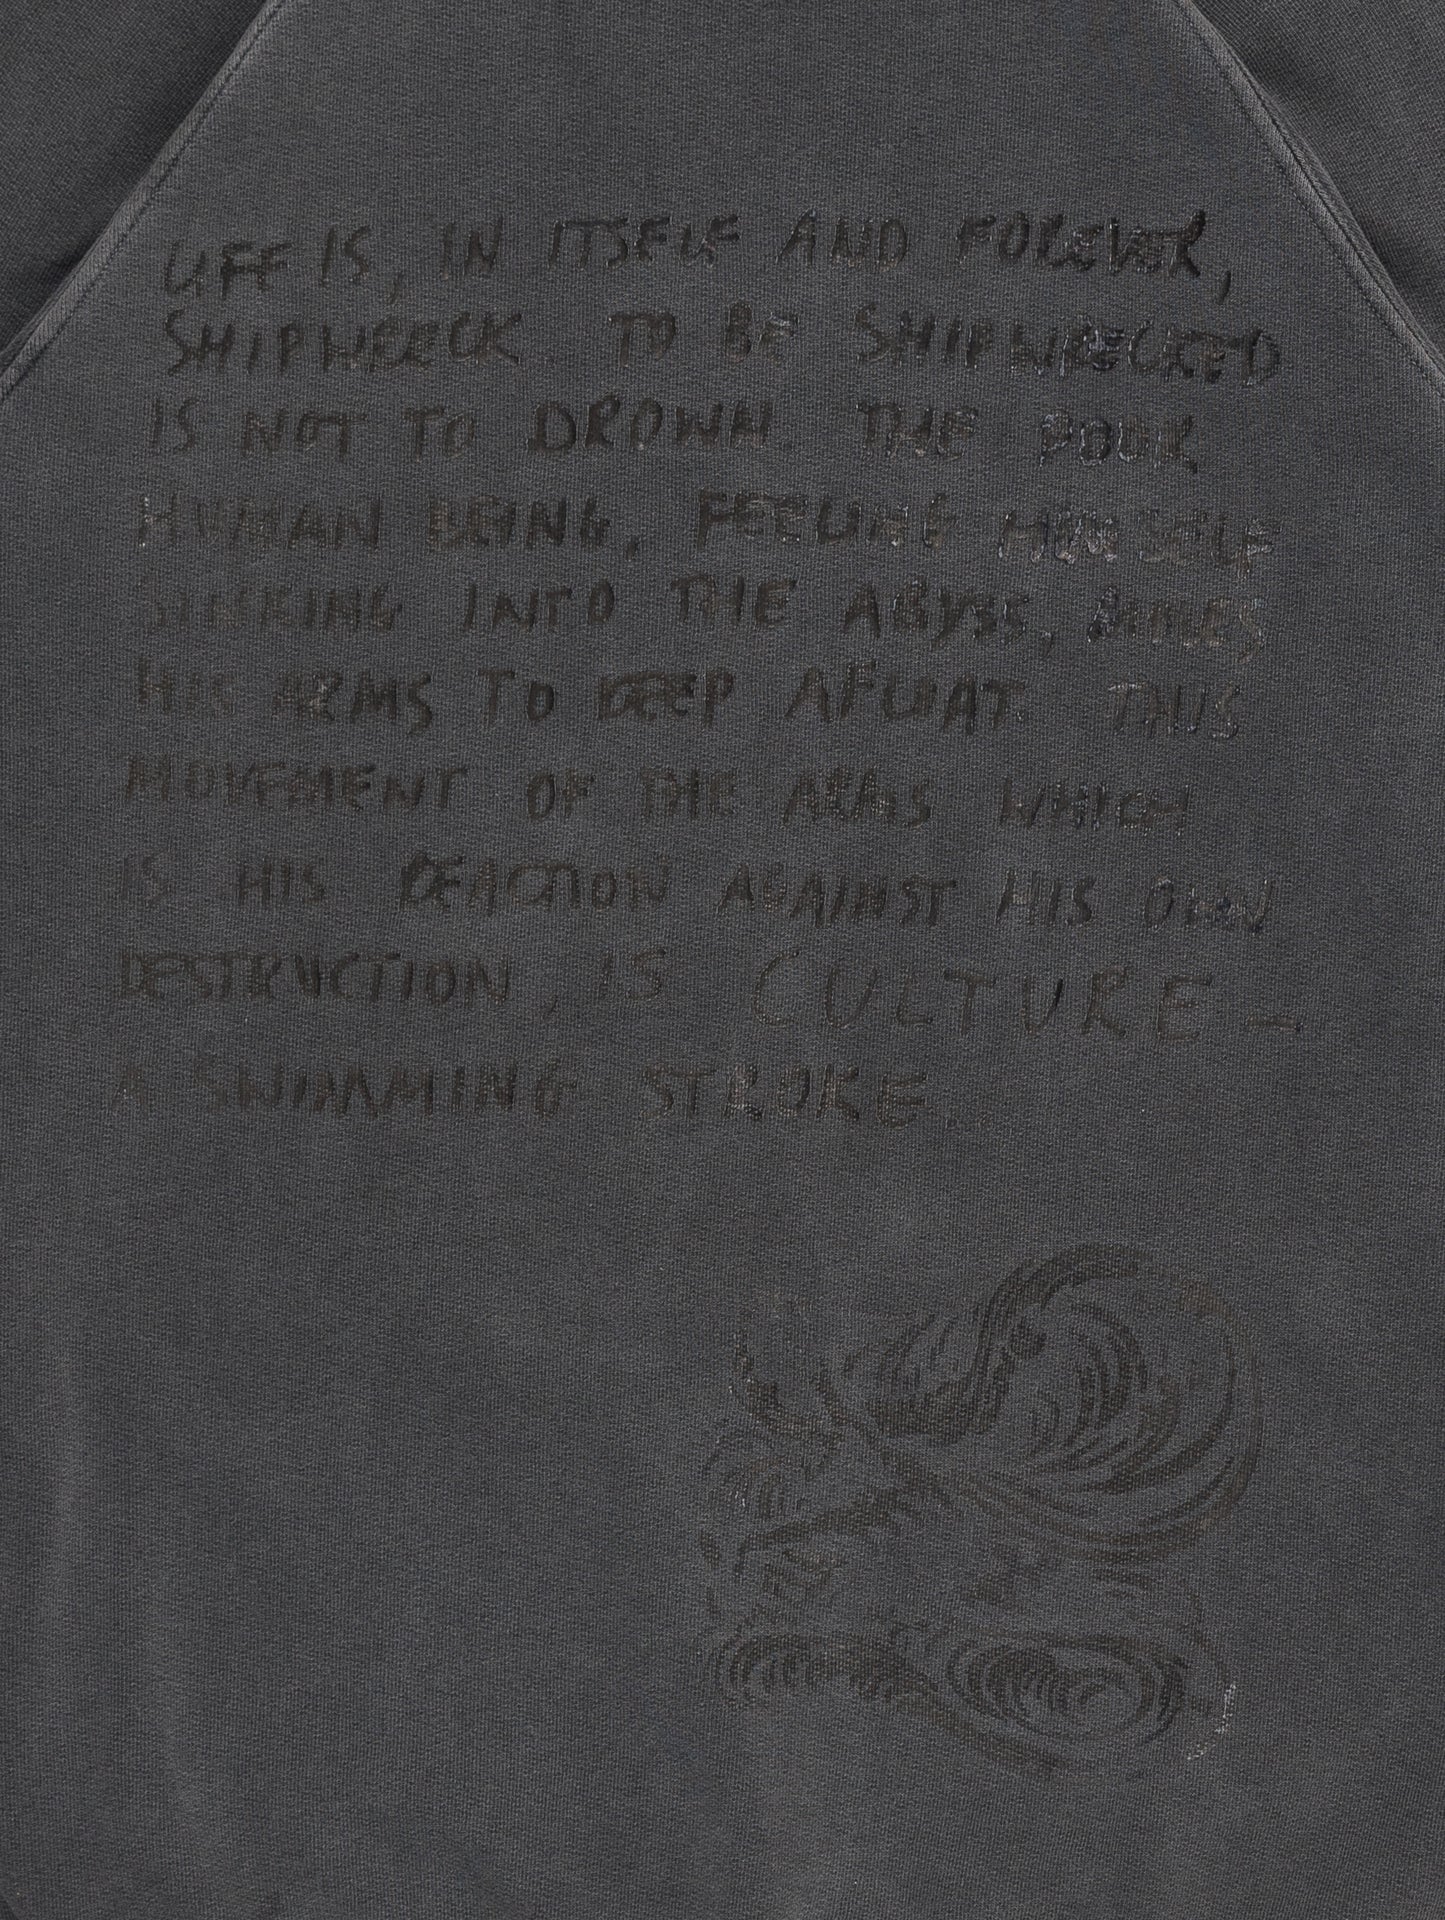 LIFE IS, IN ITSELF AND FOREVER,
SHIPWRECK. TO BE SHIPWRECKED
IS NOT TO DROWN. THE POOR
HUMAN BEING, FEELING HIMSELF
SINKING INTO THE ABYSS, MOVES
HIS ARMS TO KEEP AFLOAT. THIS
MOVEMENT OF THE ARMS WHICH
IS HIS REACTION AGAINST HIS OWN
DESTRUCTION, IS CULTURE –
A SWIMMING STROKE...